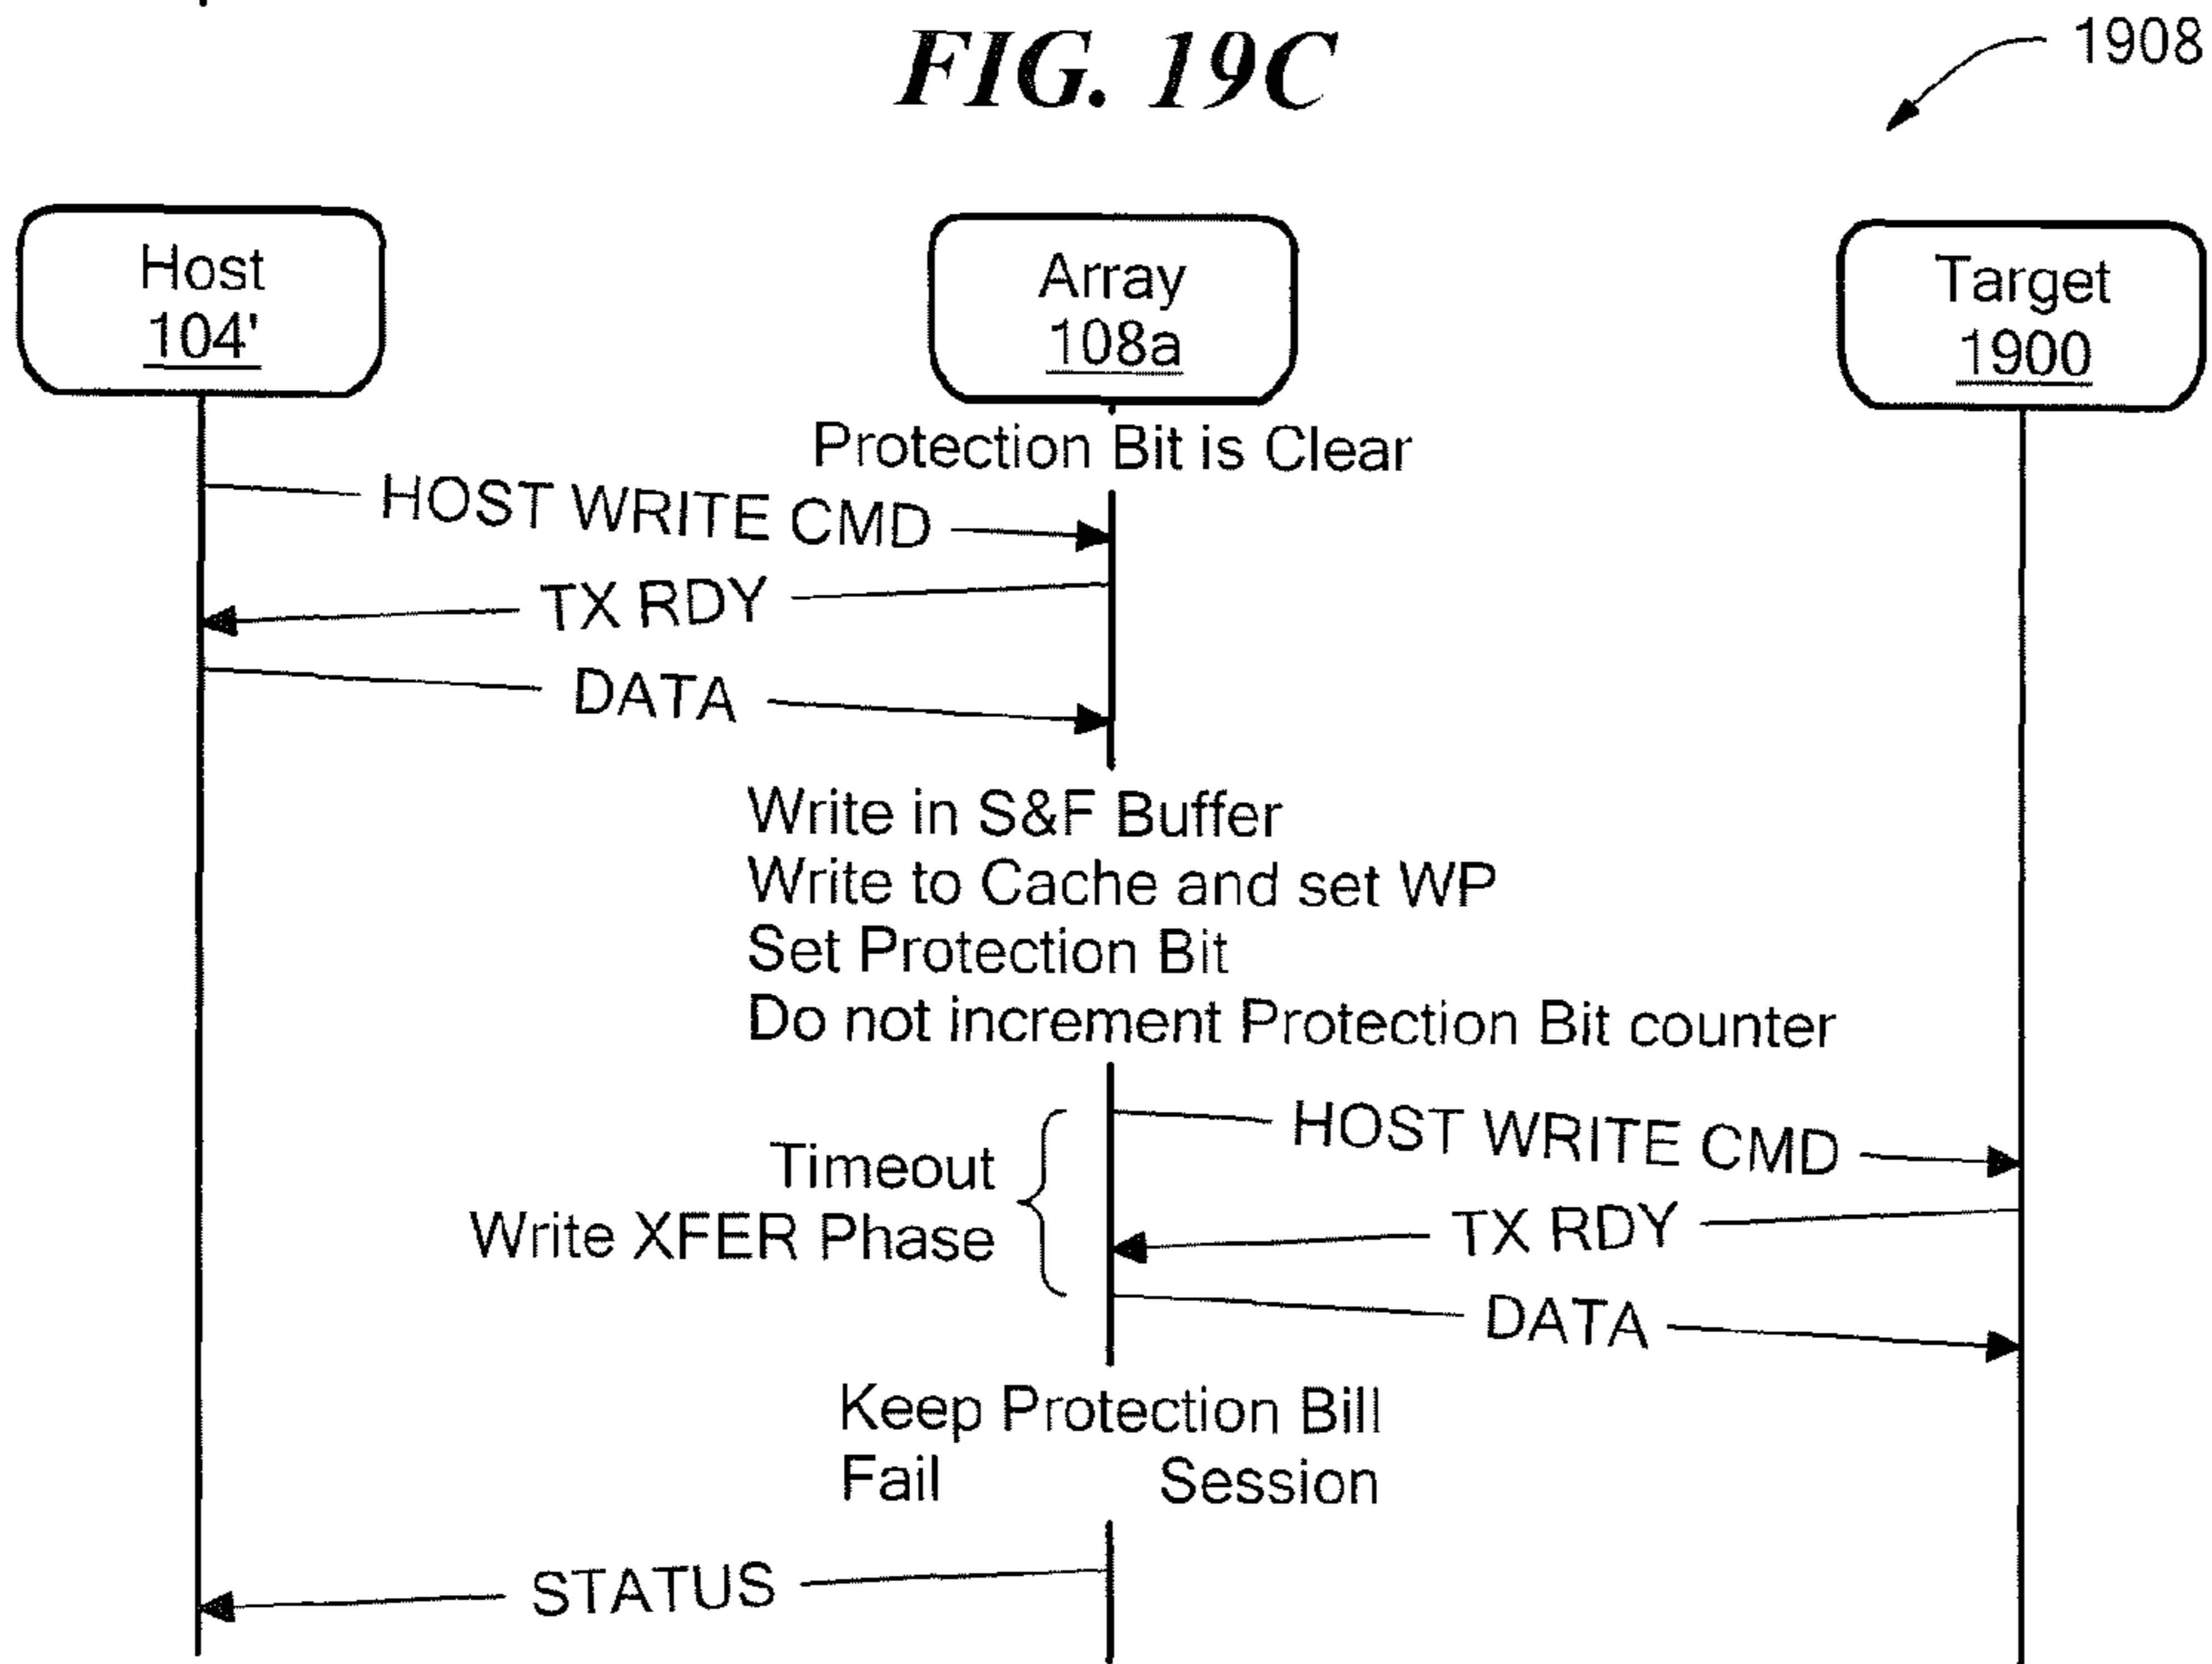 FIG. 19C
1908
Host
104'
Array
108a
Target
1900
Protection Bit is Clear
HOST WRITE CMD
TX RDY
DATA
Write in S&F Buffer
Write to Cache and set WP
Set Protection Bit
Do not increment Protection Bit counter
HOST WRITE CMD
Timeout
Write XFER Phase
TX RDY
DATA
Keep Protection Bill
Fail Session
STATUS